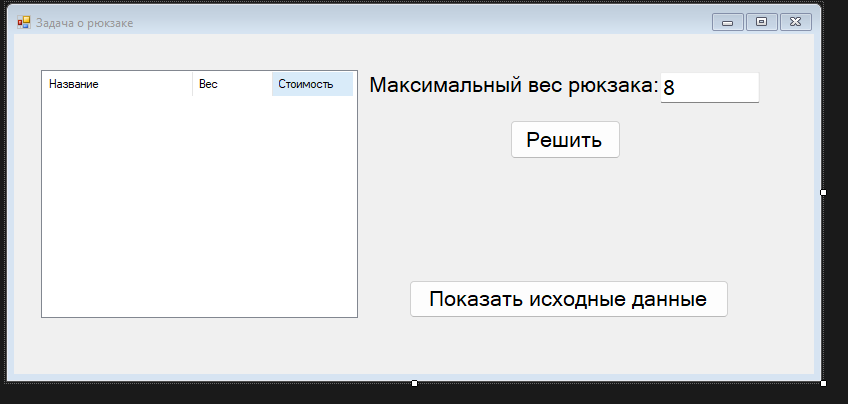 Задача о рюкзаке
Название Вес Стоимость
Максимальный вес рюкзака: 8
Решить
Показать исходные данные